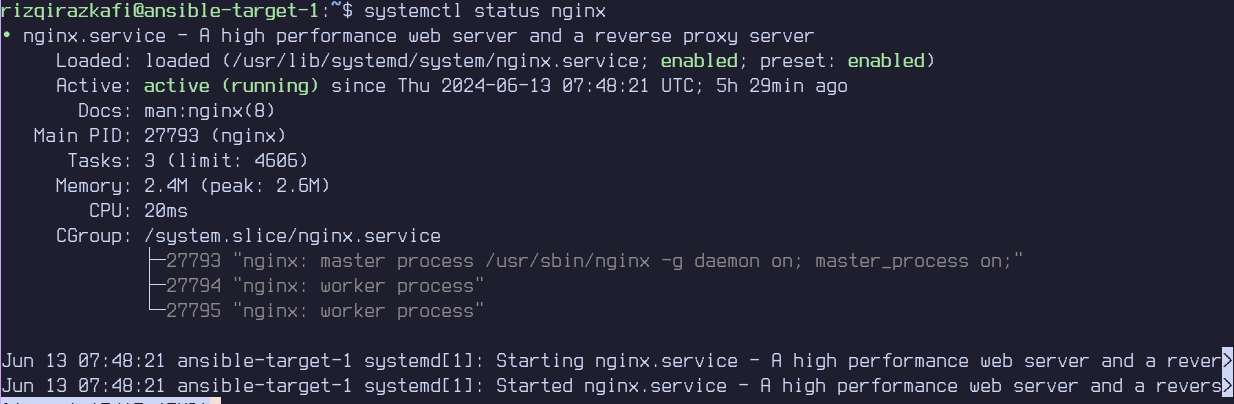 rizqirazkafi@ansible-target-1:~$ systemctl status nginx
● nginx.service - A high performance web server and a reverse proxy server
     Loaded: loaded (/usr/lib/systemd/system/nginx.service; enabled; preset: enabled)
     Active: active (running) since Thu 2024-06-13 07:48:21 UTC; 5h 29min ago
       Docs: man:nginx(8)
   Main PID: 27793 (nginx)
      Tasks: 3 (limit: 4606)
     Memory: 2.4M (peak: 2.6M)
        CPU: 20ms
     CGroup: /system.slice/nginx.service
             ├─27793 "nginx: master process /usr/sbin/nginx -g daemon on; master_process on;"
             ├─27794 "nginx: worker process"
             └─27795 "nginx: worker process"
Jun 13 07:48:21 ansible-target-1 systemd[1]: Starting nginx.service - A high performance web server and a rever>
Jun 13 07:48:21 ansible-target-1 systemd[1]: Started nginx.service - A high performance web server and a revers>